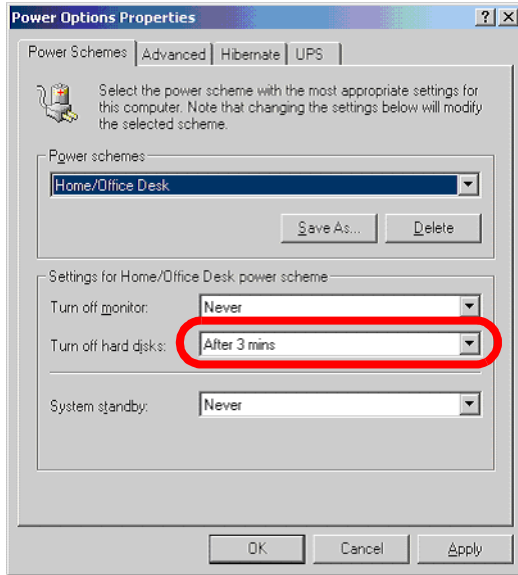 Power Options Properties
Power Schemes Advanced Hibernate UPS
Select the power scheme with the most appropriate settings for
this computer. Note that changing the settings below will modify
the selected scheme.
Power schemes
Home/Office Desk
Save As... Delete
Settings for Home/Office Desk power scheme
Turn off monitor: Never
Turn off hard disks: After 3 mins
System standby: Never
OK Cancel Apply